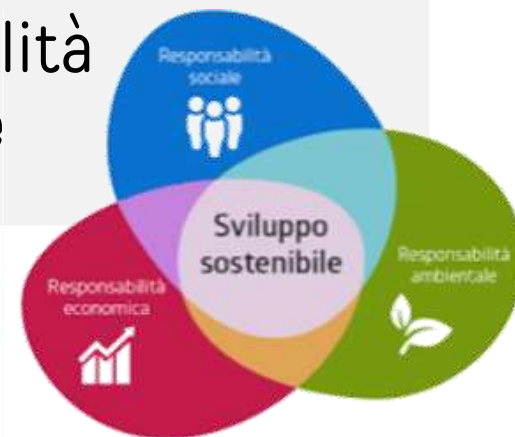 lità
e
Responsabilità
sociale
Sviluppo
sostenibile
Responsabilità
ambientale
Responsabilità
economica